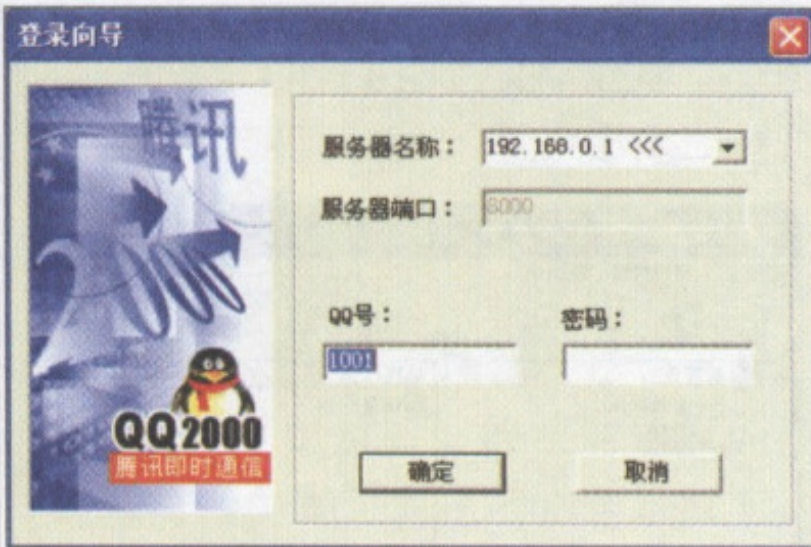 登录向导
腾讯
2000
QQ2000
腾讯即时通信
服务器名称：
192.168.0.1 <<<
服务器端口：
8000
QQ号：
密码：
1001
确定
取消